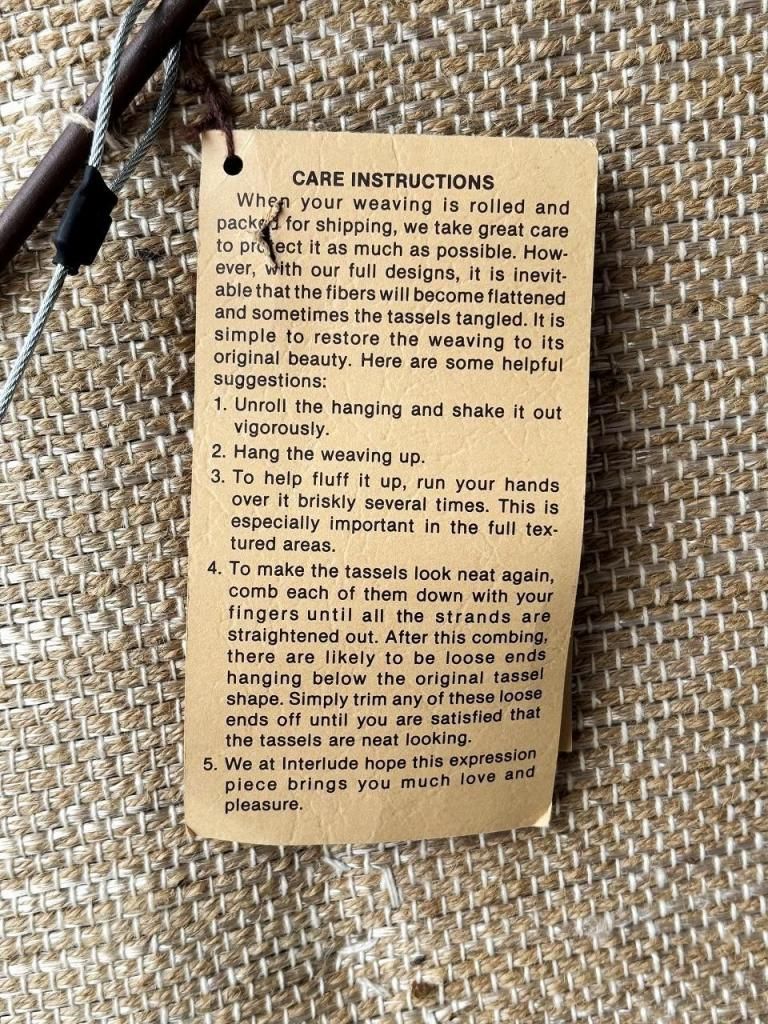 CARE INSTRUCTIONS
When your weaving is rolled and
packed for shipping, we take great care
to protect it as much as possible. How-
ever, with our full designs, it is inevit-
able that the fibers will become flattened
and sometimes the tassels tangled. It is
simple to restore the weaving to its
original beauty. Here are some helpful
suggestions:
1. Unroll the hanging and shake it out
vigorously.
2. Hang the weaving up.
3. To help fluff it up, run your hands
over it briskly several times. This is
especially important in the full tex-
tured areas.
4. To make the tassels look neat again,
comb each of them down with your
fingers until all the strands are
straightened out. After this combing,
there are likely to be loose ends
hanging below the original tassel
shape. Simply trim any of these loose
ends off until you are satisfied that
the tassels are neat looking.
5. We at Interlude hope this expression
piece brings you much love and
pleasure.